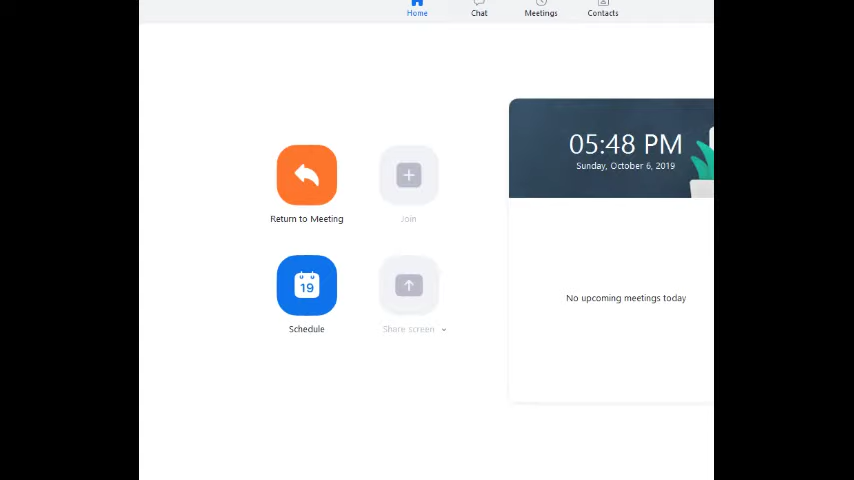 Home Chat Meetings Contacts
05:48 PM
Sunday, October 6, 2019
Return to Meeting Join
19
Schedule Share screen
No upcoming meetings today